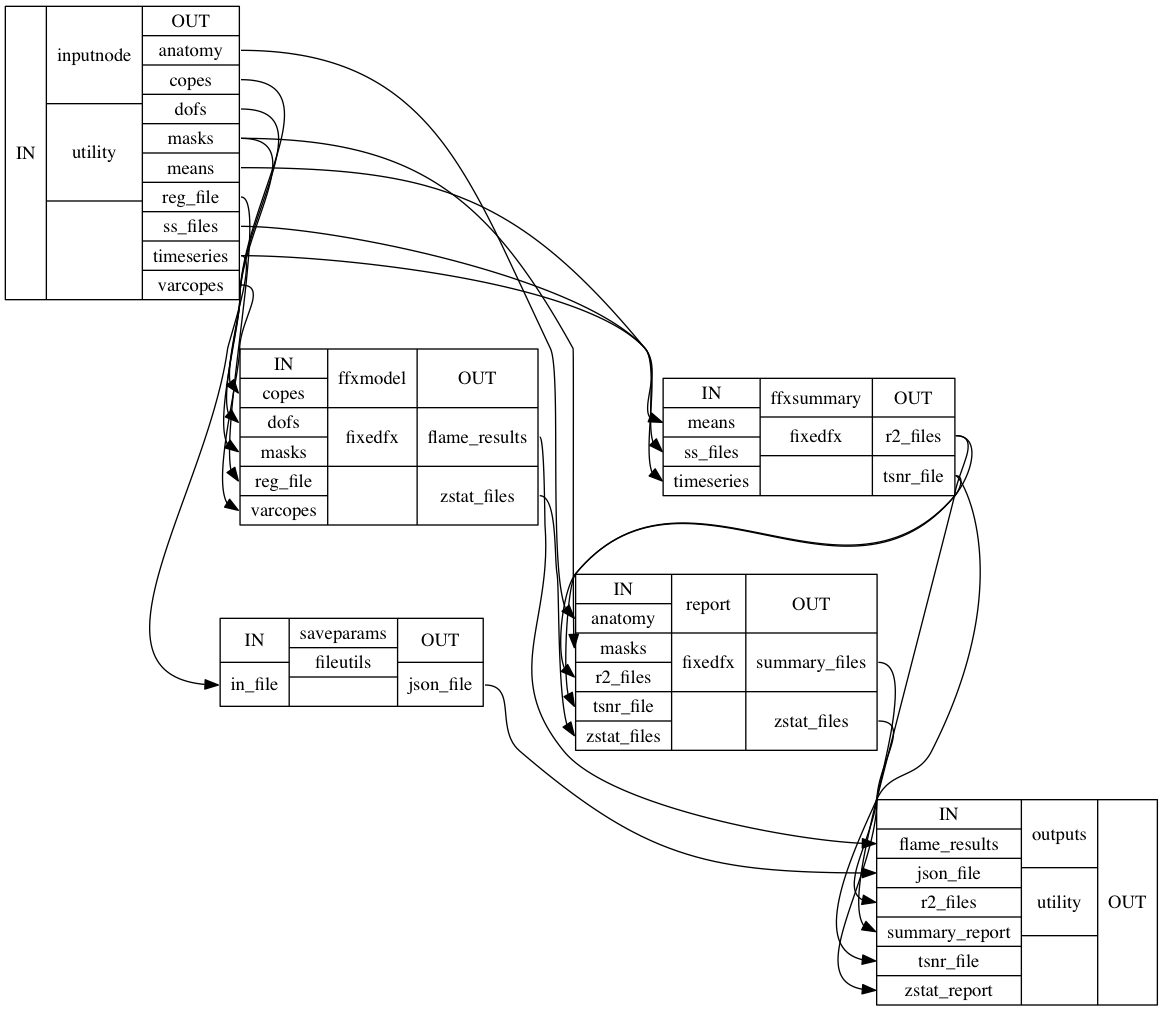 IN
inputnode
utility
OUT
anatomy
copes
dofs
masks
means
reg_file
ss_files
timeseries
varcopes
IN
copes
dofs
masks
reg_file
varcopes
ffxmodel
fixedfx
OUT
flame_results
zstat_files
IN
means
ss_files
timeseries
ffxsummary
fixedfx
OUT
r2_files
tsnr_file
IN
in_file
saveparams
fileutils
OUT
json_file
IN
anatomy
masks
r2_files
tsnr_file
zstat_files
report
fixedfx
OUT
summary_files
zstat_files
IN
flame_results
json_file
r2_files
summary_report
tsnr_file
zstat_report
outputs
utility
OUT